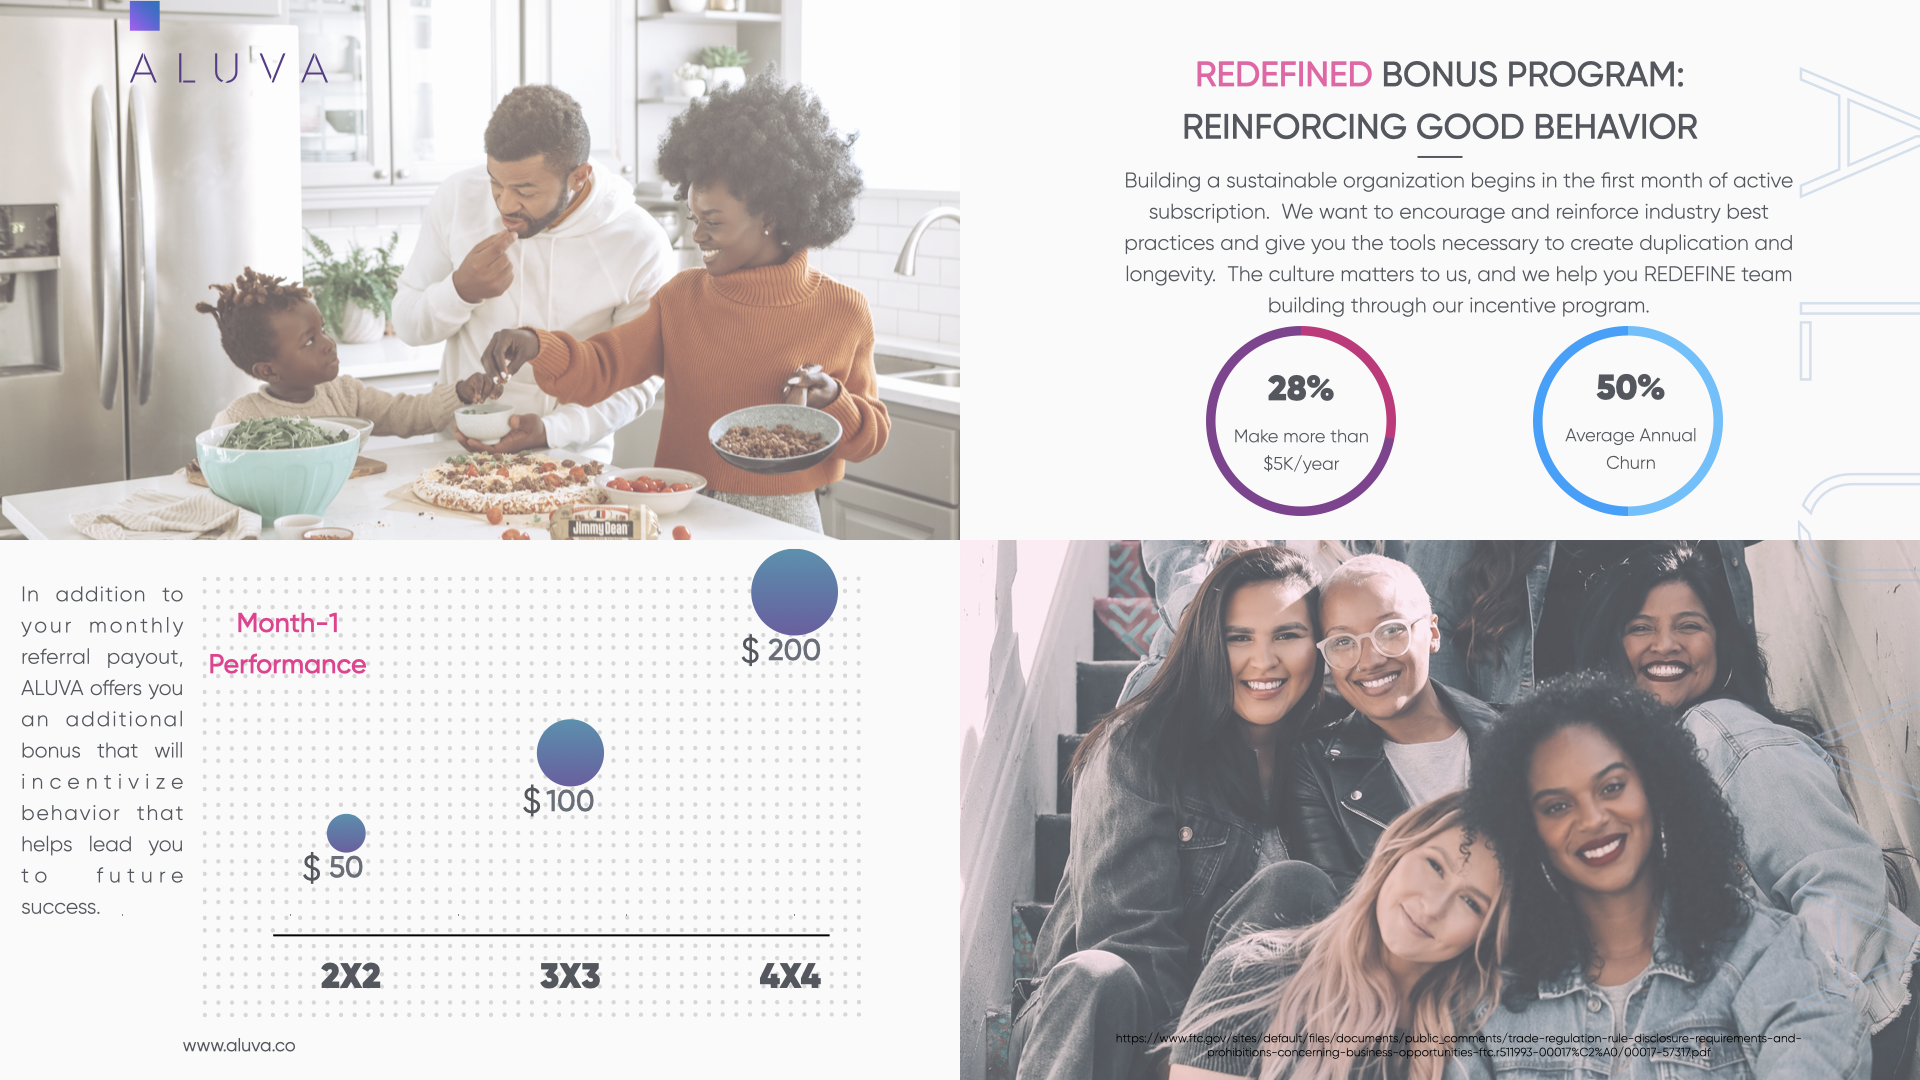 ALUVA
REDEFINED BONUS PROGRAM:
REINFORCING GOOD BEHAVIOR
Building a sustainable organization begins in the first month of active
subscription. We want to encourage and reinforce industry best
practices and give you the tools necessary to create duplication and
longevity. The culture matters to us, and we help you REDEFINE team
building through our incentive program.
28%
Make more than
$5K/year
50%
Average Annual
Churn
Jimmy Dean
In addition to
your monthly
referral payout,
ALUVA offers you
an additional
bonus that will
incentivize
behavior that
helps lead you
to future
success.
Month-1
Performance
$ 200
$ 100
$ 50
2X2
3X3
4X4
www.aluva.co
https://www.ftc.gov/sites/default/files/documents/public_comments/trade-regulation-rule-disclosure-requirements-and-
prohibitions-concerning-business-opportunities-ftc.r511993-00017%C2%A0/00017-57317.pdf
ALUVA